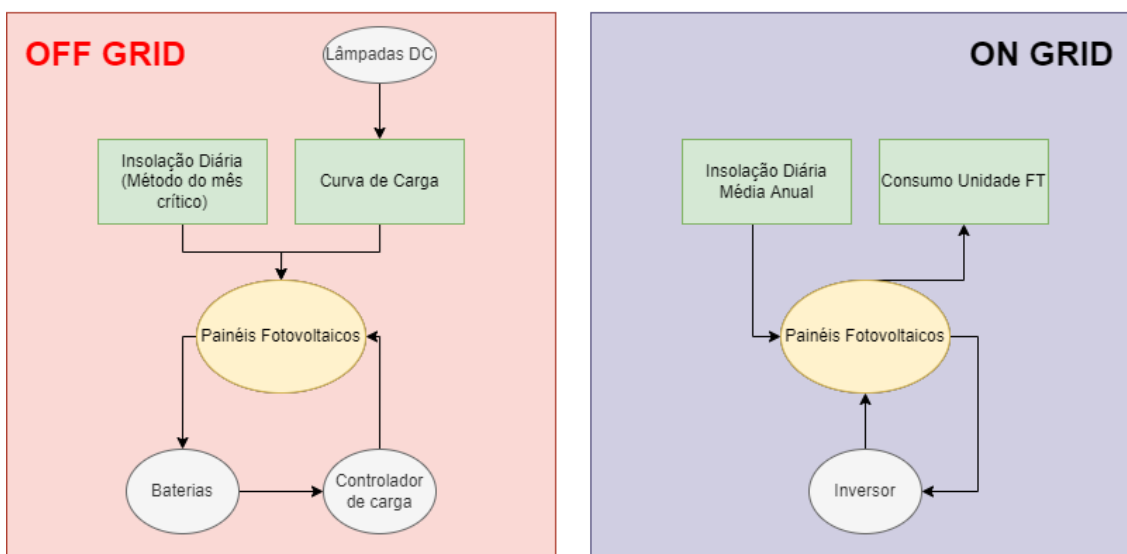 OFF GRID
Lâmpadas DC
Insolação Diária
(Método do mês
crítico)
Curva de Carga
Painéis Fotovoltaicos
Baterias
Controlador
de carga
ON GRID
Insolação Diária
Média Anual
Consumo Unidade FT
Painéis Fotovoltaicos
Inversor